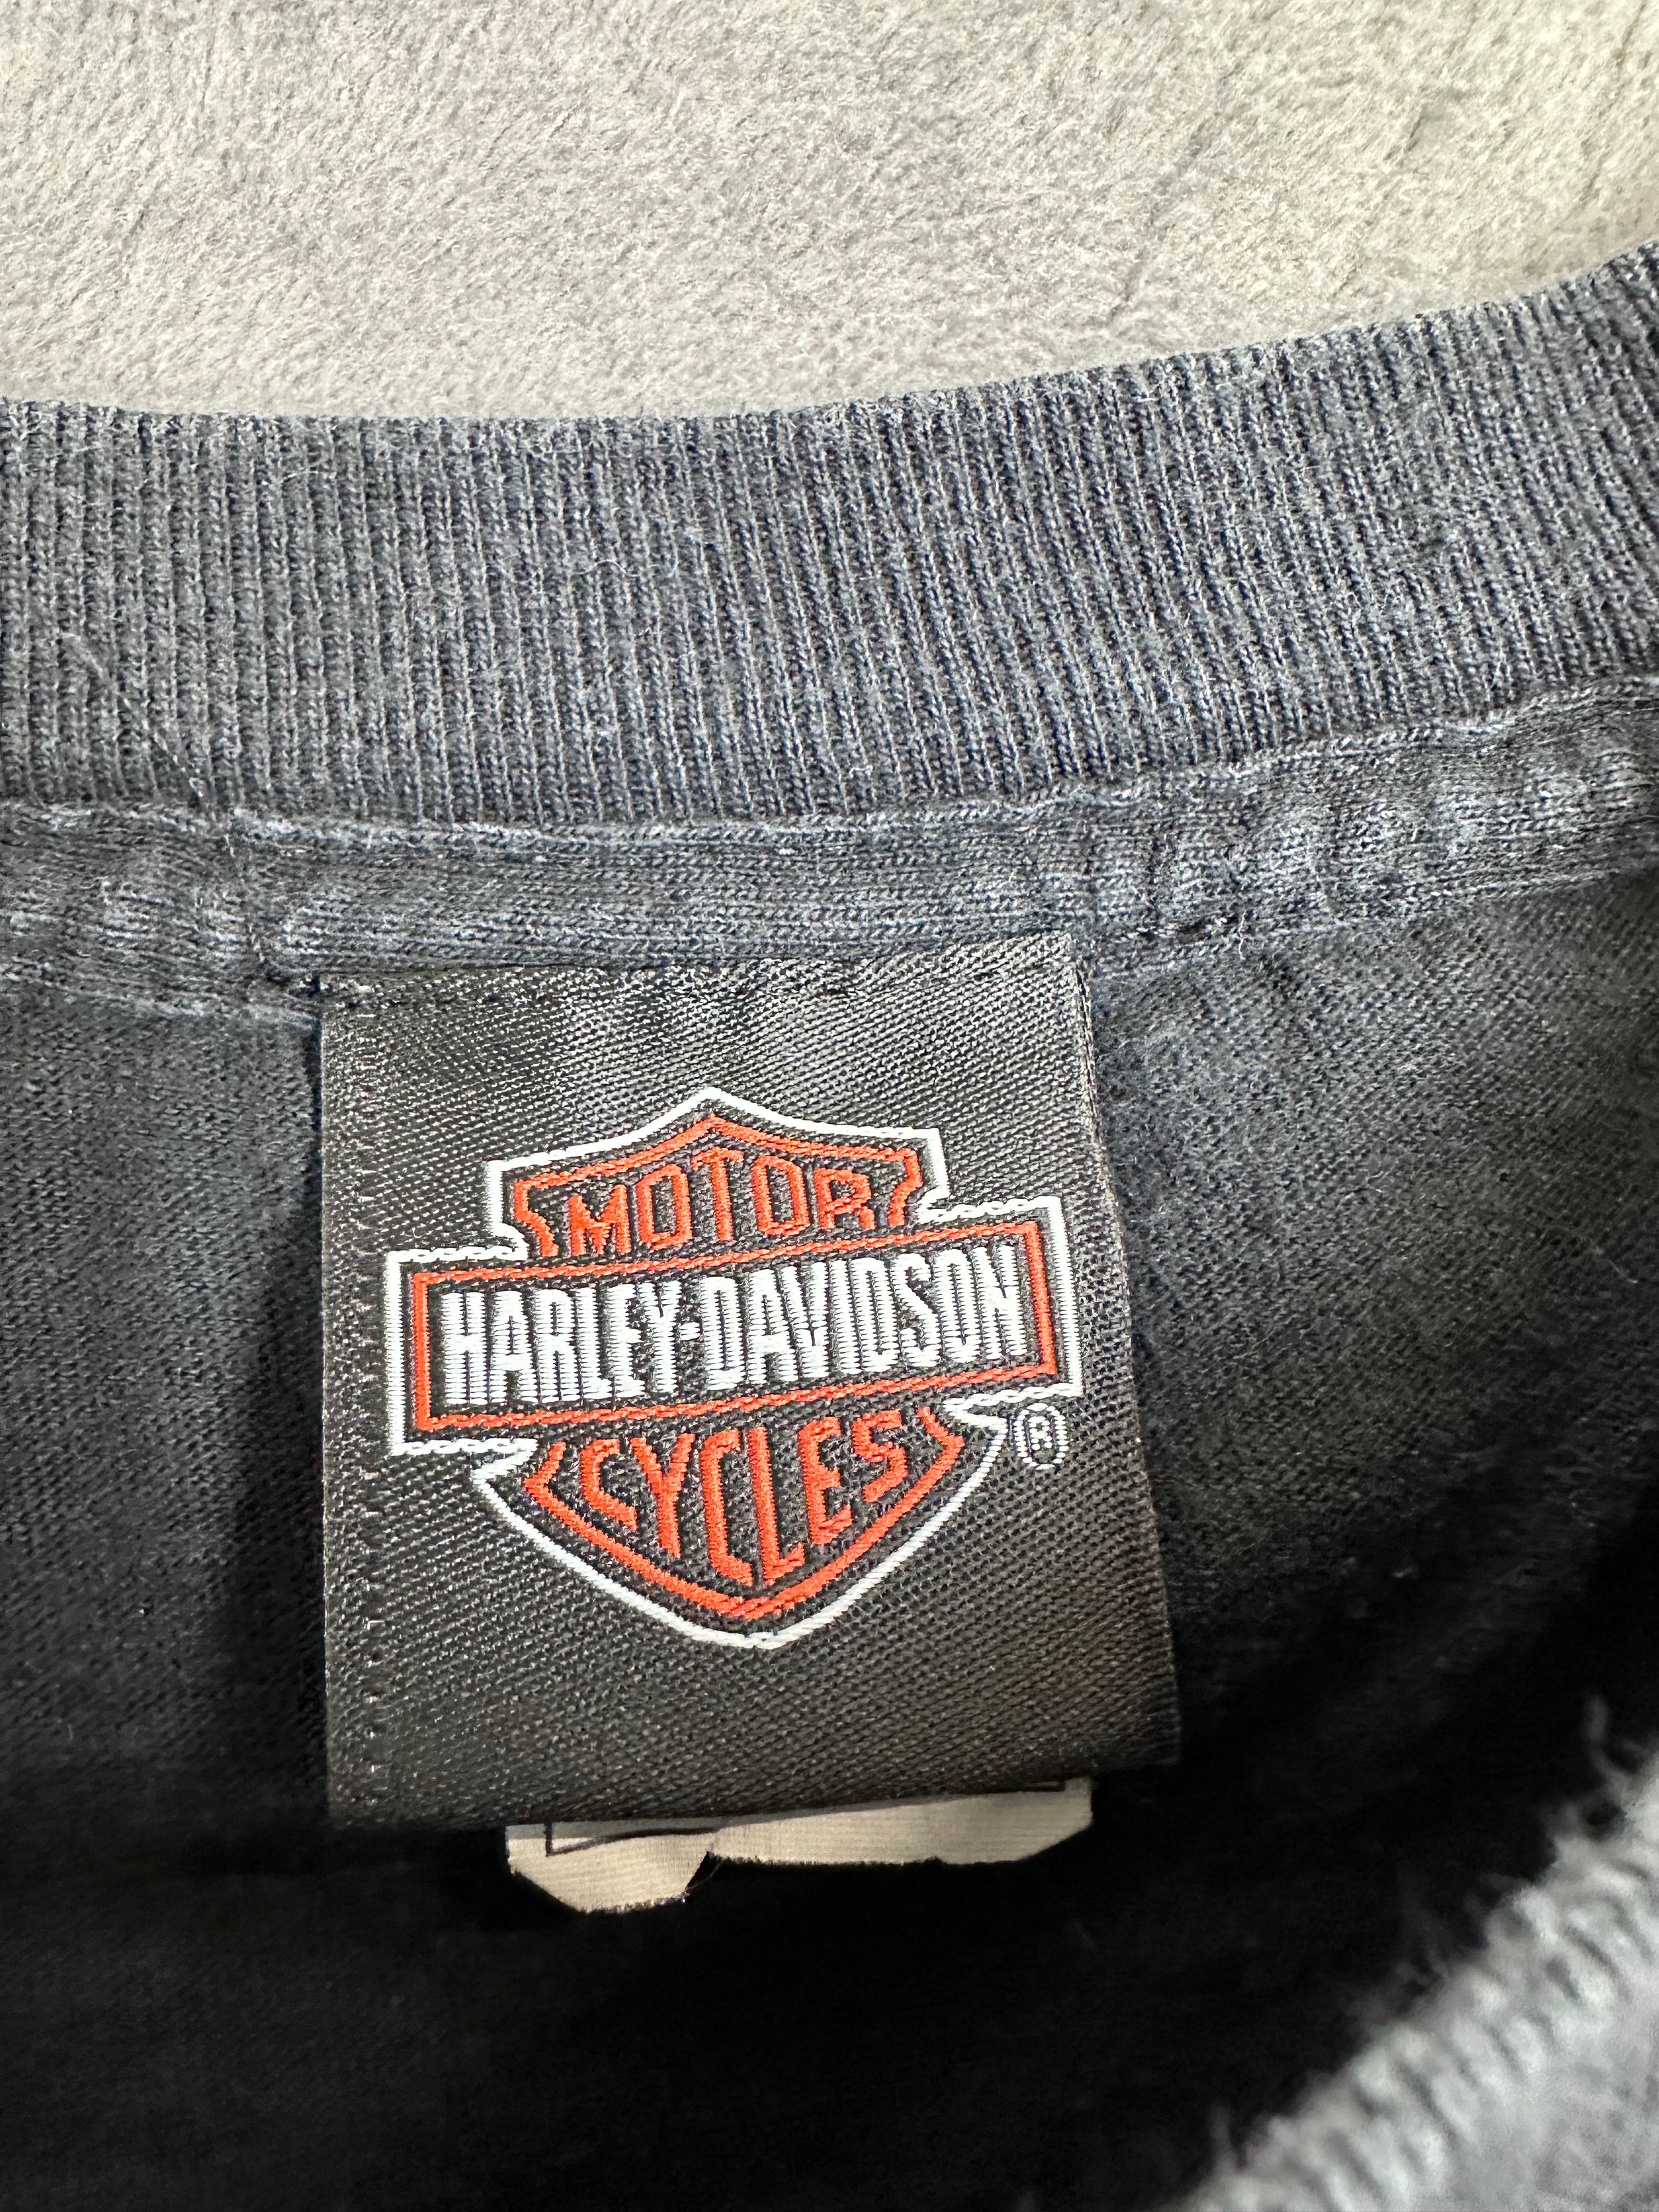 MOTOR
HARLEY-DAVIDSON
CYCLES
®